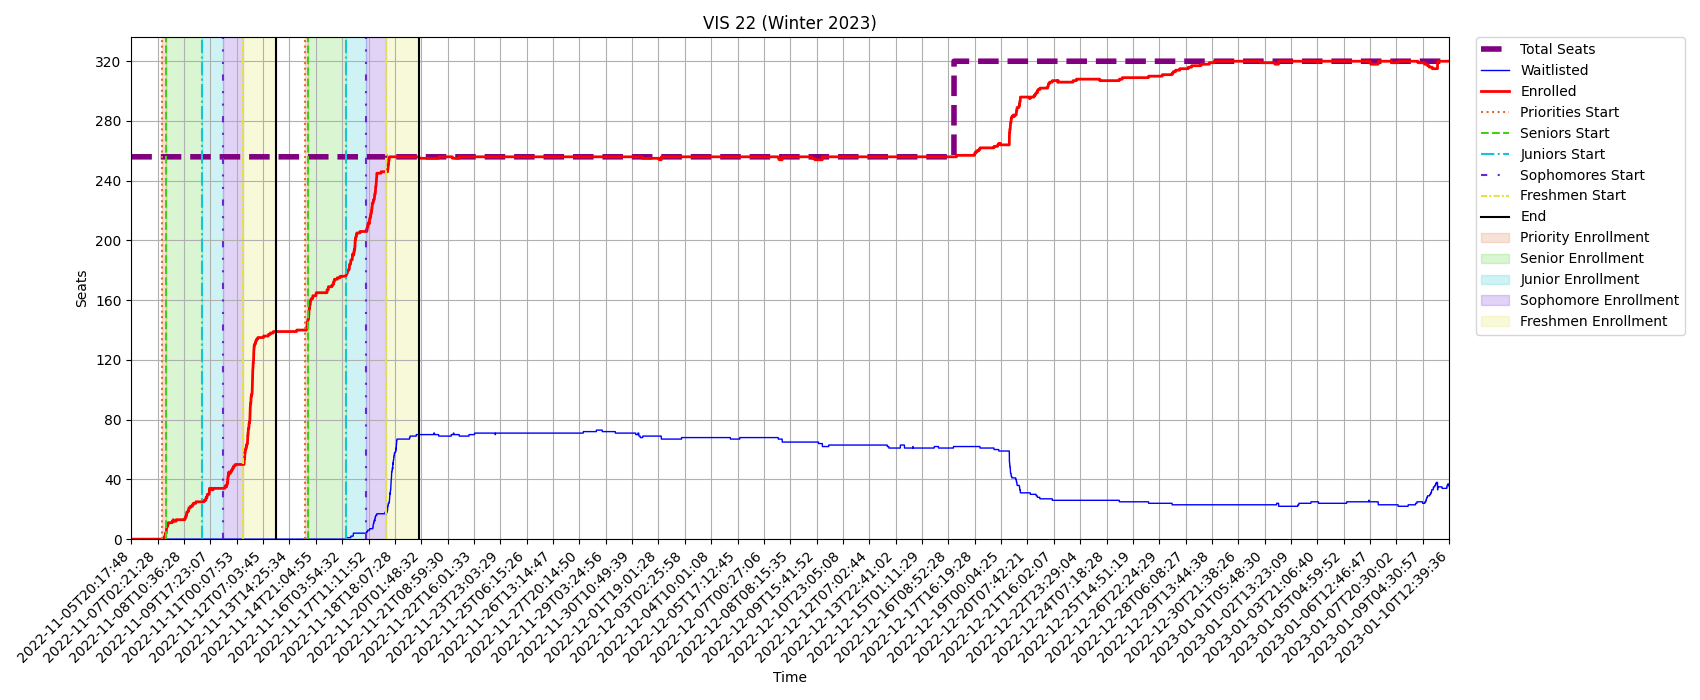 VIS 22 (Winter 2023)
Seats
320
280
240
200
160
120
80
40
0
2022-11-05T20:17:48
2022-11-07T02:21:28
2022-11-08T10:36:28
2022-11-09T17:23:07
2022-11-11T00:07:53
2022-11-12T07:03:45
2022-11-13T14:25:34
2022-11-14T21:04:55
2022-11-16T03:54:32
2022-11-17T11:11:52
2022-11-18T18:07:28
2022-11-20T01:48:32
2022-11-21T08:59:30
2022-11-22T16:01:33
2022-11-23T23:03:29
2022-11-25T06:15:26
2022-11-26T13:14:47
2022-11-27T20:14:50
2022-11-29T03:24:56
2022-11-30T10:49:39
2022-12-01T19:01:28
2022-12-03T02:25:58
2022-12-04T10:01:08
2022-12-05T17:12:45
2022-12-07T00:27:06
2022-12-08T08:15:35
2022-12-09T15:41:52
2022-12-10T23:05:08
2022-12-12T07:02:44
2022-12-13T22:41:02
2022-12-15T01:11:29
2022-12-16T08:52:28
2022-12-17T16:19:28
2022-12-19T00:04:25
2022-12-20T07:42:21
2022-12-21T16:02:07
2022-12-22T23:29:04
2022-12-24T07:18:28
2022-12-25T14:51:19
2022-12-26T22:24:29
2022-12-28T06:08:27
2022-12-29T13:44:38
2022-12-30T21:38:26
2023-01-01T05:48:30
2023-01-02T13:23:09
2023-01-03T21:06:40
2023-01-05T04:59:52
2023-01-06T12:46:47
2023-01-07T20:30:02
2023-01-09T04:30:57
2023-01-10T12:39:36
Time
Total Seats
Waitlisted
Enrolled
Priorities Start
Seniors Start
Juniors Start
Sophomores Start
Freshmen Start
End
Priority Enrollment
Senior Enrollment
Junior Enrollment
Sophomore Enrollment
Freshmen Enrollment